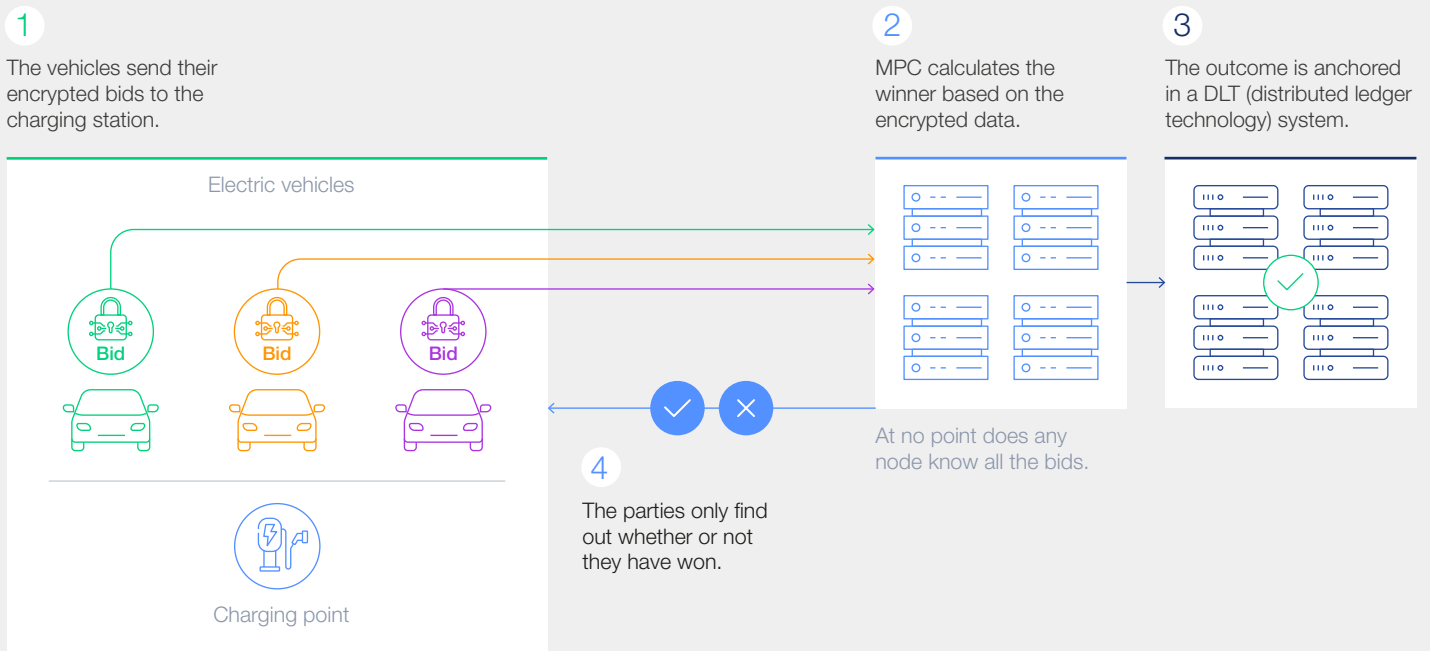 1
The vehicles send their
encrypted bids to the
charging station.
2
MPC calculates the
winner based on the
encrypted data.
3
The outcome is anchored
in a DLT (distributed ledger
technology) system.
Electric vehicles
Bid
Bid
Bid
Charging point
4
The parties only find
out whether or not
they have won.
At no point does any
node know all the bids.